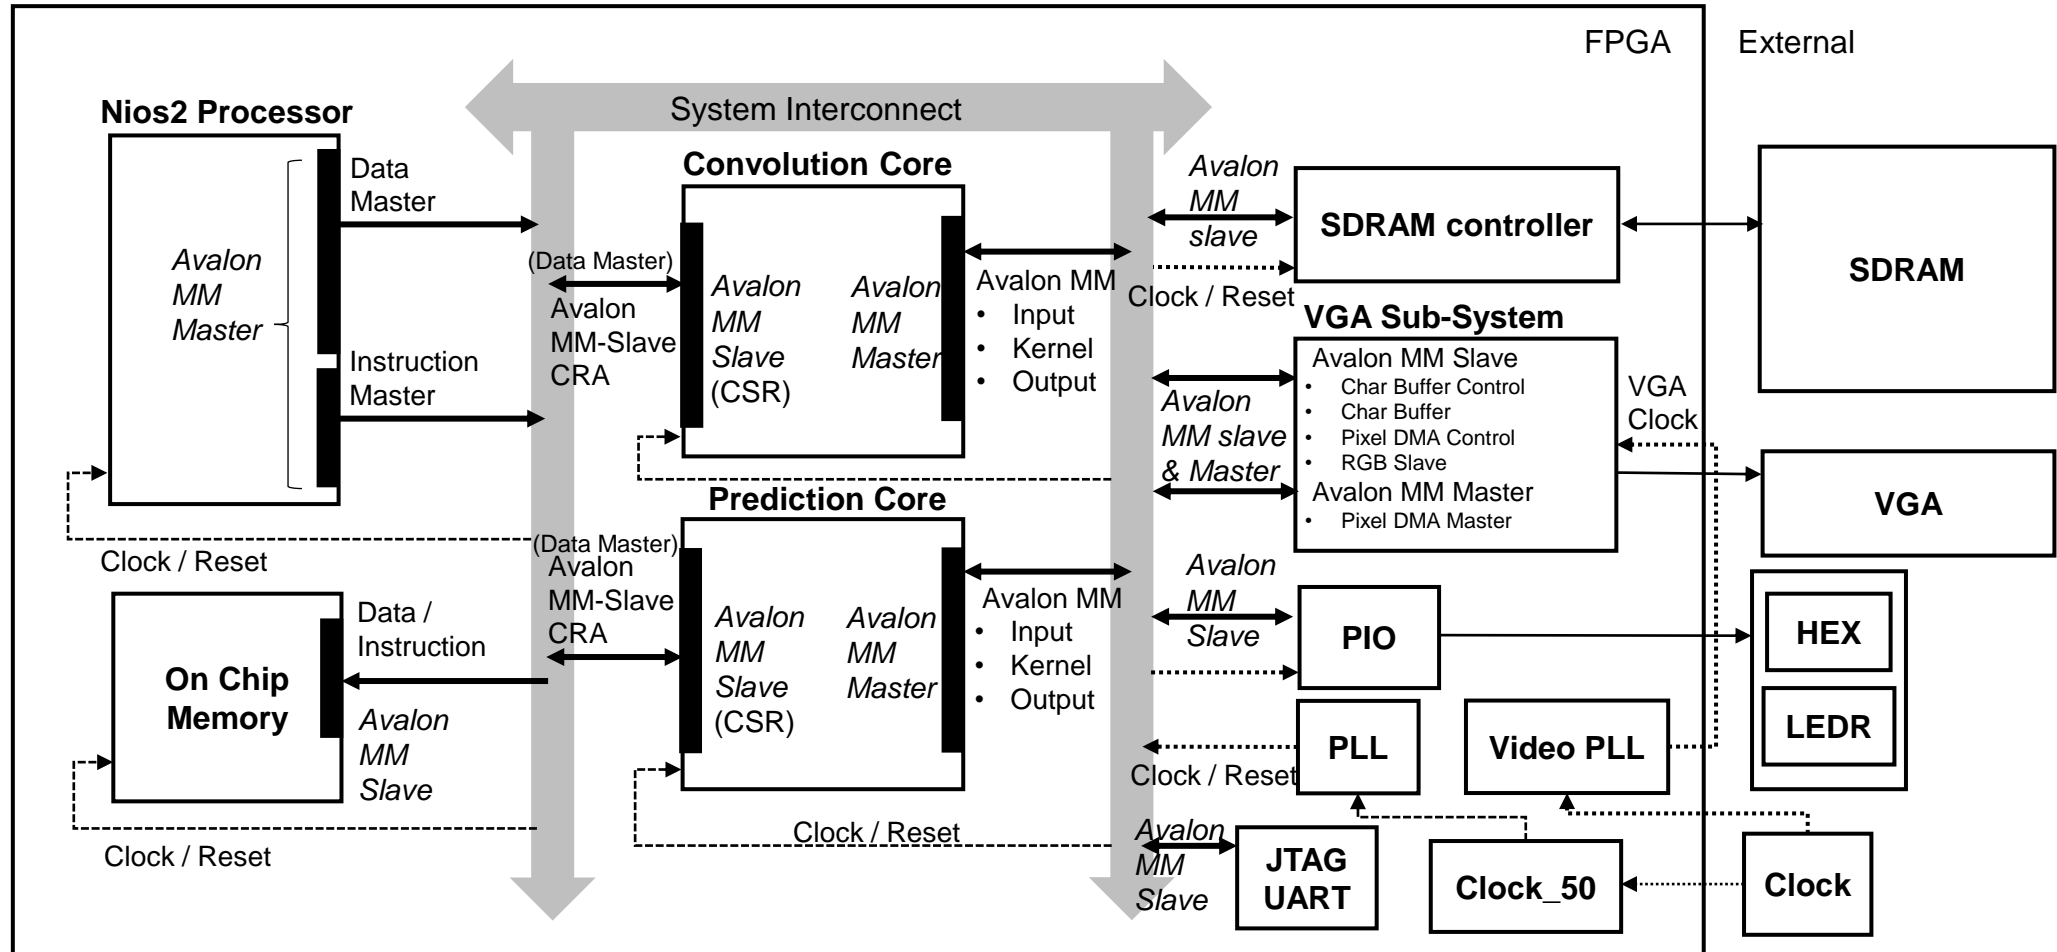 FPGA
External
System Interconnect
Nios2 Processor
Data
Master
Avalon
MM
Master
Instruction
Master
Clock / Reset
On Chip
Memory
Data /
Instruction
Avalon
MM
Slave
Clock / Reset
Convolution Core
(Data Master)
Avalon
MM-Slave
CRA
Avalon
MM
Slave
(CSR)
Avalon
MM
Master
Avalon MM
• Input
• Kernel
• Output
Prediction Core
(Data Master)
Avalon
MM-Slave
CRA
Avalon
MM
Slave
(CSR)
Avalon
MM
Master
Avalon MM
• Input
• Kernel
• Output
Clock / Reset
Avalon
MM
slave
Clock / Reset
SDRAM controller
SDRAM
VGA Sub-System
Avalon MM Slave
• Char Buffer Control
• Char Buffer
• Pixel DMA Control
• RGB Slave
Avalon MM Master
• Pixel DMA Master
Avalon
MM slave
& Master
VGA
Clock
VGA
Avalon
MM
Slave
PIO
HEX
LEDR
PLL
Clock / Reset
Video PLL
Avalon
MM
Slave
JTAG
UART
Clock_50
Clock